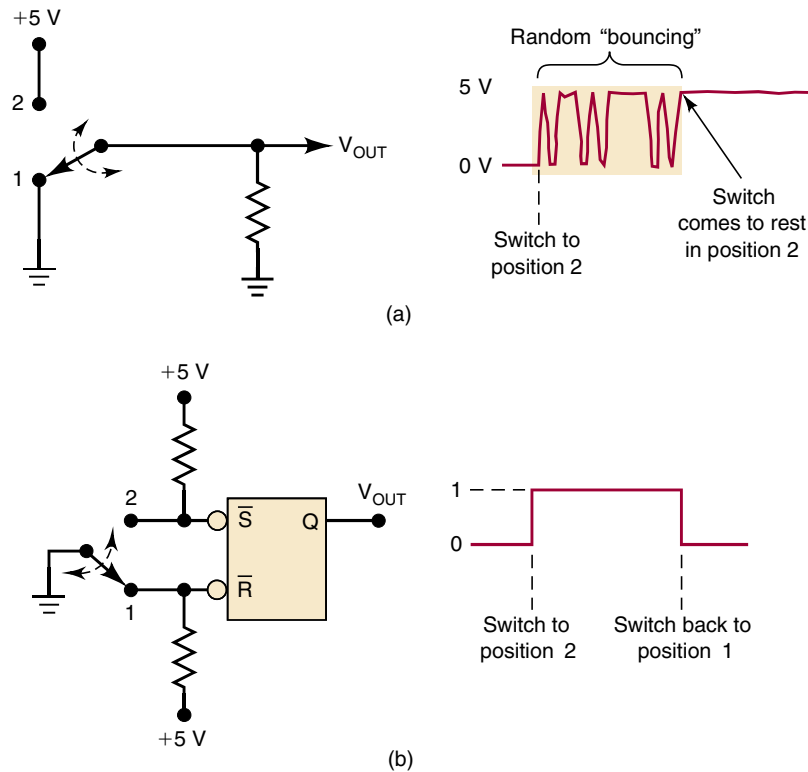 +5 V
2
1
V_OUT
Random “bouncing”
5 V
0 V
Switch to
position 2
Switch
comes to rest
in position 2
(a)
+5 V
2
1
S̅
R̅
Q
V_OUT
+5 V
1
0
Switch to
position 2
Switch back to
position 1
(b)